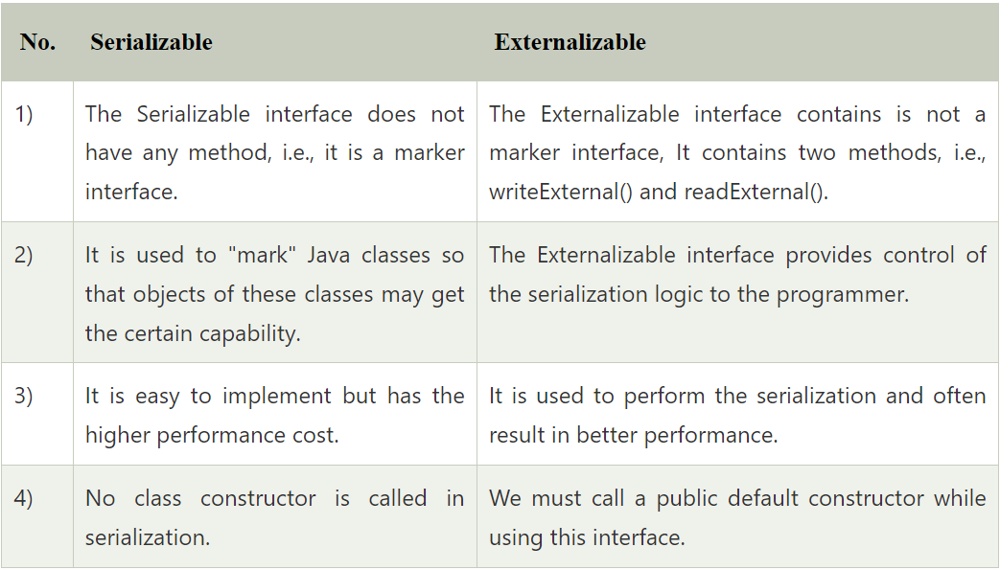 No. Serializable Externalizable
1) The Serializable interface does not The Externalizable interface contains is not a
have any method, i.e., it is a marker marker interface, It contains two methods, i.e.,
interface. writeExternal() and readExternal().
2) It is used to "mark" Java classes so The Externalizable interface provides control of
that objects of these classes may get the serialization logic to the programmer.
the certain capability.
3) It is easy to implement but has the It is used to perform the serialization and often
higher performance cost. result in better performance.
4) No class constructor is called in We must call a public default constructor while
serialization. using this interface.